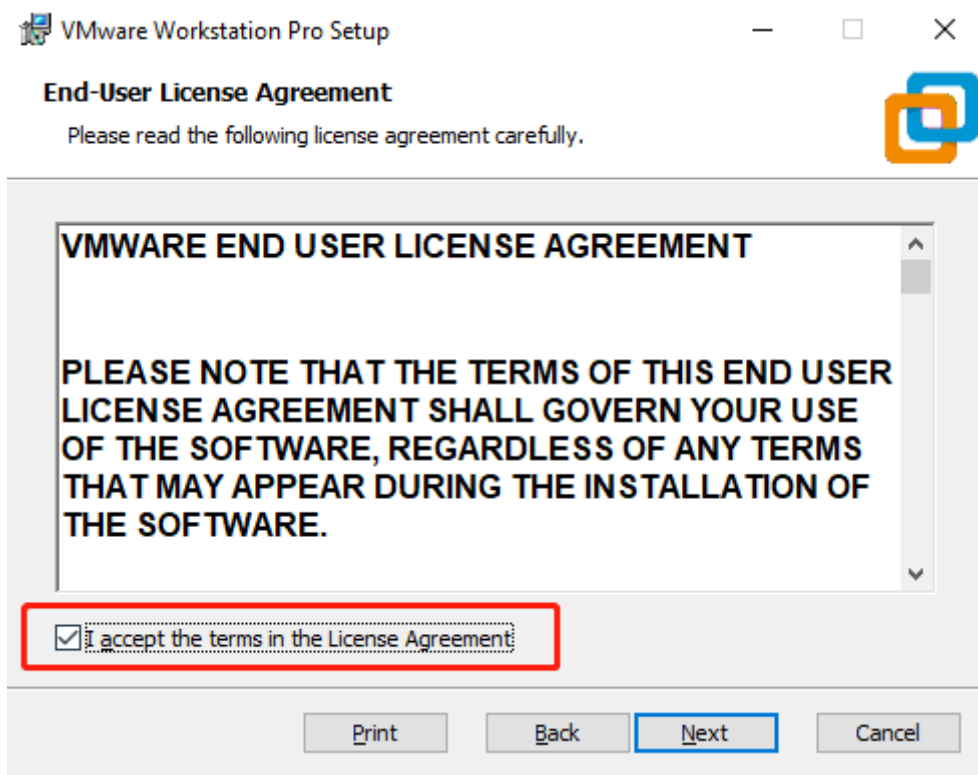 VMware Workstation Pro Setup
End-User License Agreement
Please read the following license agreement carefully.
VMWARE END USER LICENSE AGREEMENT
PLEASE NOTE THAT THE TERMS OF THIS END USER
LICENSE AGREEMENT SHALL GOVERN YOUR USE
OF THE SOFTWARE, REGARDLESS OF ANY TERMS
THAT MAY APPEAR DURING THE INSTALLATION OF
THE SOFTWARE.
I accept the terms in the License Agreement
Print Back Next Cancel